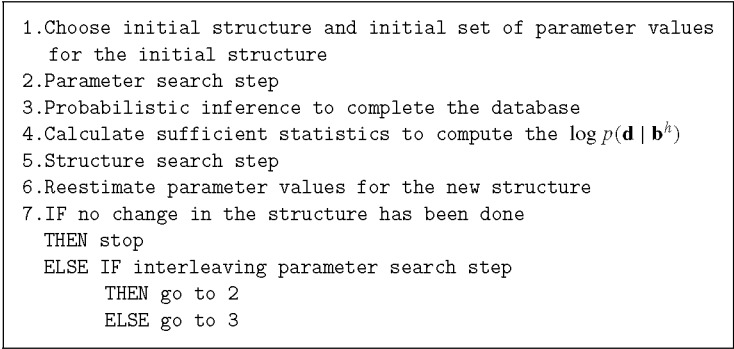 1.Choose initial structure and initial set of parameter values
for the initial structure
2.Parameter search step
3.Probabilistic inference to complete the database
4.Calculate sufficient statistics to compute the log p(d | b^h)
5.Structure search step
6.Reestimate parameter values for the new structure
7.IF no change in the structure has been done
THEN stop
ELSE IF interleaving parameter search step
THEN go to 2
ELSE go to 3